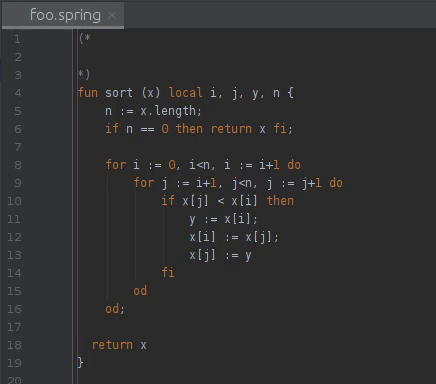 foo.spring ×
1 (*
2
3 *)
4 fun sort (x) local i, j, y, n {
5 n := x.length;
6 if n == 0 then return x fi;
7
8 for i := 0, i<n, i := i+1 do
9 for j := i+1, j<n, j := j+1 do
10 if x[j] < x[i] then
11 y := x[i];
12 x[i] := x[j];
13 x[j] := y
14 fi
15 od
16 od;
17
18 return x
19 }
20